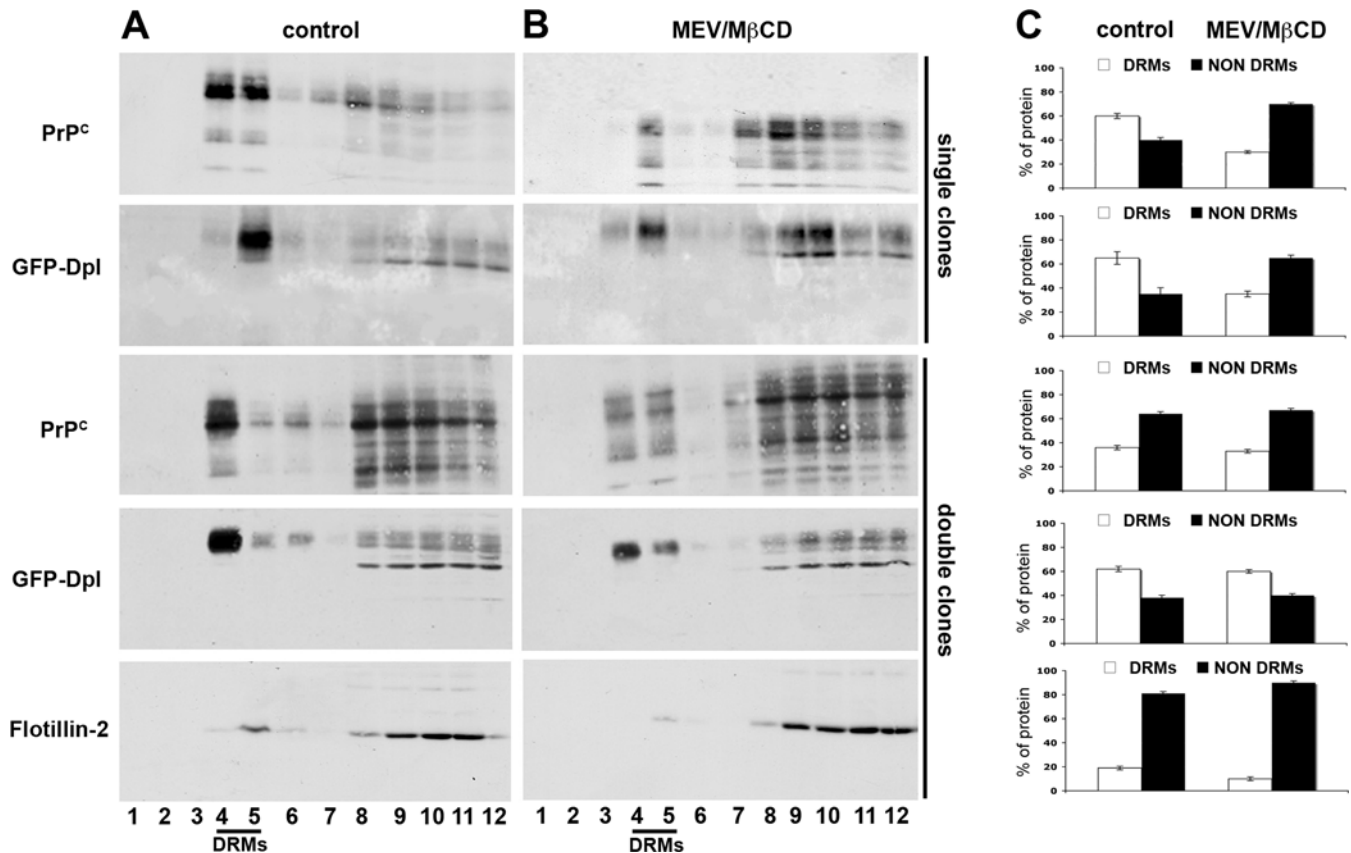 A
control
B
MEV/MβCD
C
control MEV/MβCD
PrPᶜ
GFP-Dpl
PrPᶜ
GFP-Dpl
Flotillin-2
single clones
double clones
1 2 3 4 5 6 7 8 9 10 11 12
DRMs
1 2 3 4 5 6 7 8 9 10 11 12
DRMs
DRMs NON DRMs
% of protein
100
80
60
40
20
0
DRMs NON DRMs
% of protein
100
80
60
40
20
0
DRMs NON DRMs
% of protein
100
80
60
40
20
0
DRMs NON DRMs
% of protein
100
80
60
40
20
0
DRMs NON DRMs
% of protein
100
80
60
40
20
0